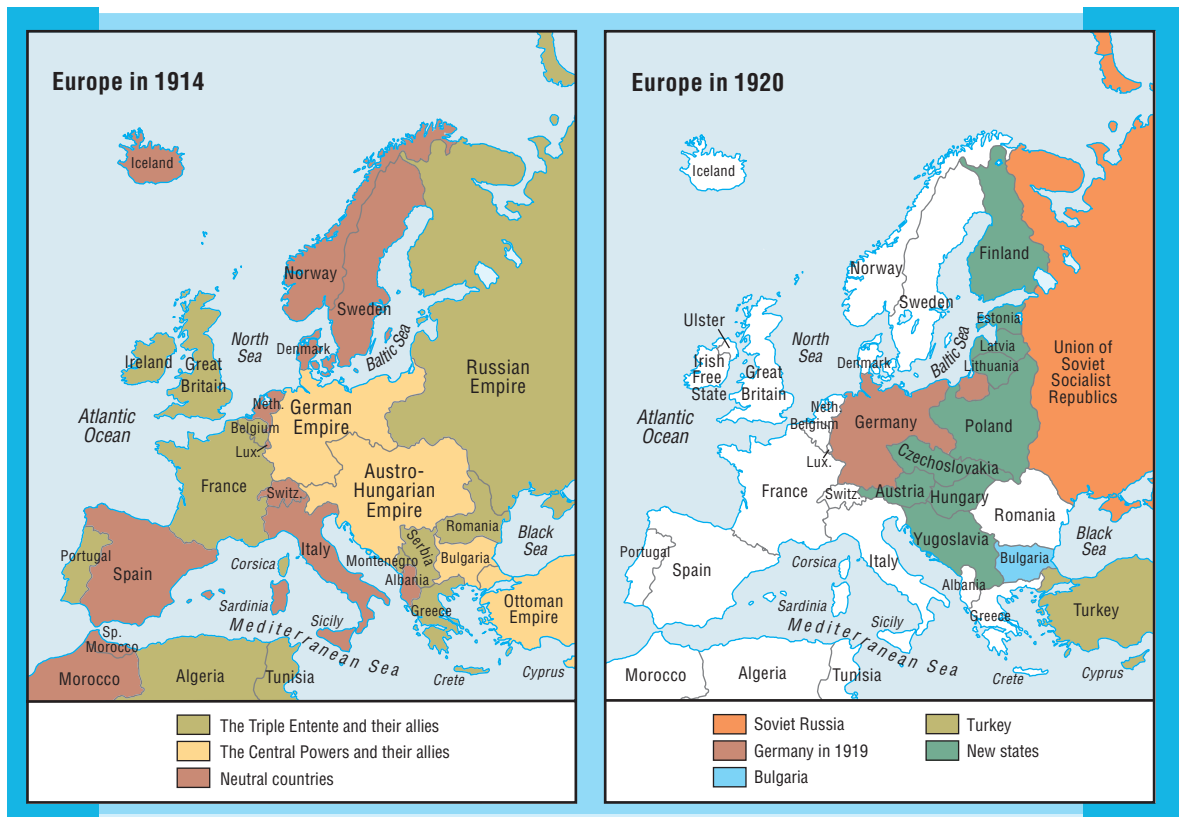 Europe in 1914
Iceland
Norway
Sweden
North
Sea
Denmark
Baltic Sea
Ireland
Great
Britain
Russian
Empire
Atlantic
Ocean
Neth.
German
Empire
Belgium
Lux.
Austro-
Hungarian
Empire
France
Switz.
Romania
Black
Sea
Portugal
Spain
Corsica
Italy
Montenegro
Serbia
Bulgaria
Albania
Sardinia
Sicily
Greece
Ottoman
Empire
Mediterranean Sea
Sp.
Morocco
Morocco
Algeria
Tunisia
Crete
Cyprus
The Triple Entente and their allies
The Central Powers and their allies
Neutral countries
Europe in 1920
Iceland
Finland
Norway
Sweden
Ulster
North
Sea
Estonia
Baltic Sea
Latvia
Denmark
Lithuania
Union of
Soviet
Socialist
Republics
Irish
Free
State
Great
Britain
Atlantic
Ocean
Neth.
Belgium
Germany
Poland
Lux.
Czechoslovakia
France
Switz.
Austria
Hungary
Romania
Black
Sea
Yugoslavia
Portugal
Spain
Corsica
Italy
Bulgaria
Albania
Sardinia
Sicily
Greece
Turkey
Mediterranean Sea
Morocco
Algeria
Tunisia
Crete
Cyprus
Soviet Russia
Germany in 1919
Bulgaria
Turkey
New states